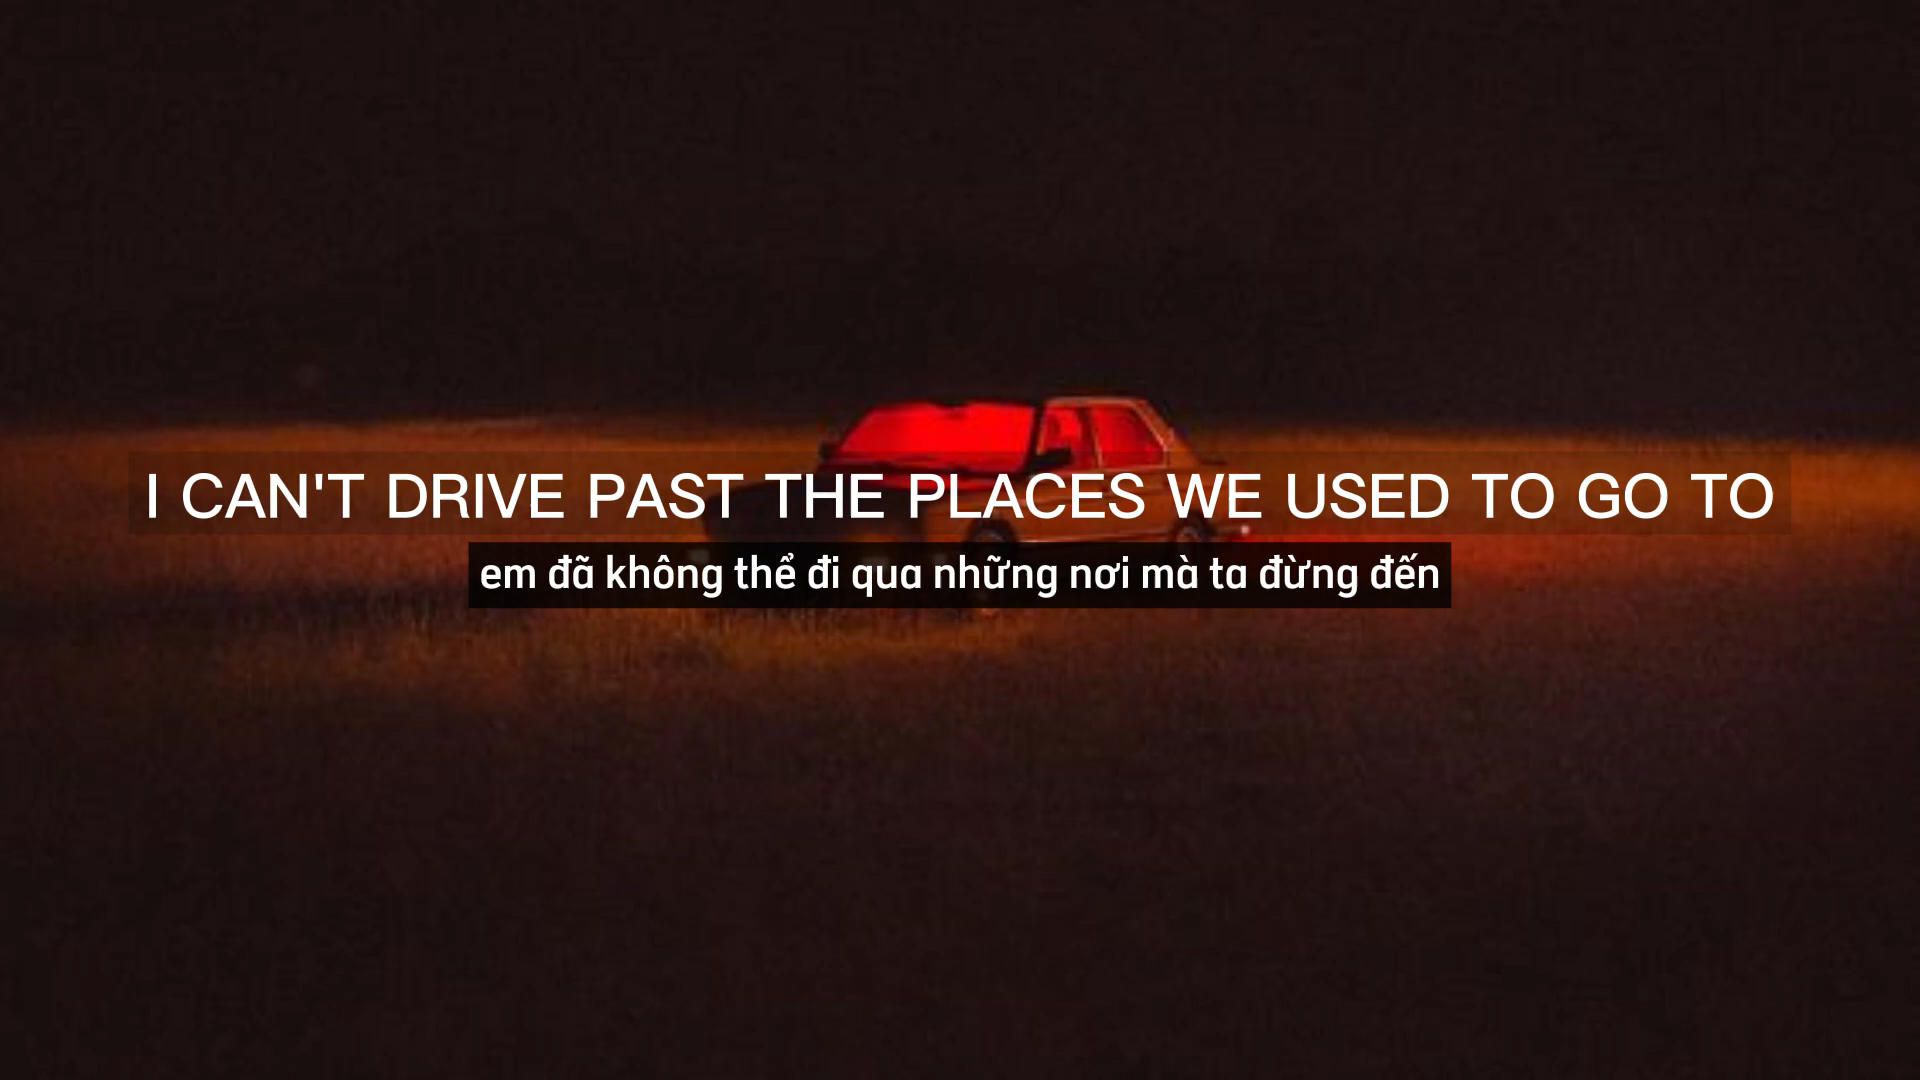 I CAN'T DRIVE PAST THE PLACES WE USED TO GO TO
em đã không thể đi qua những nơi mà ta đừng đến